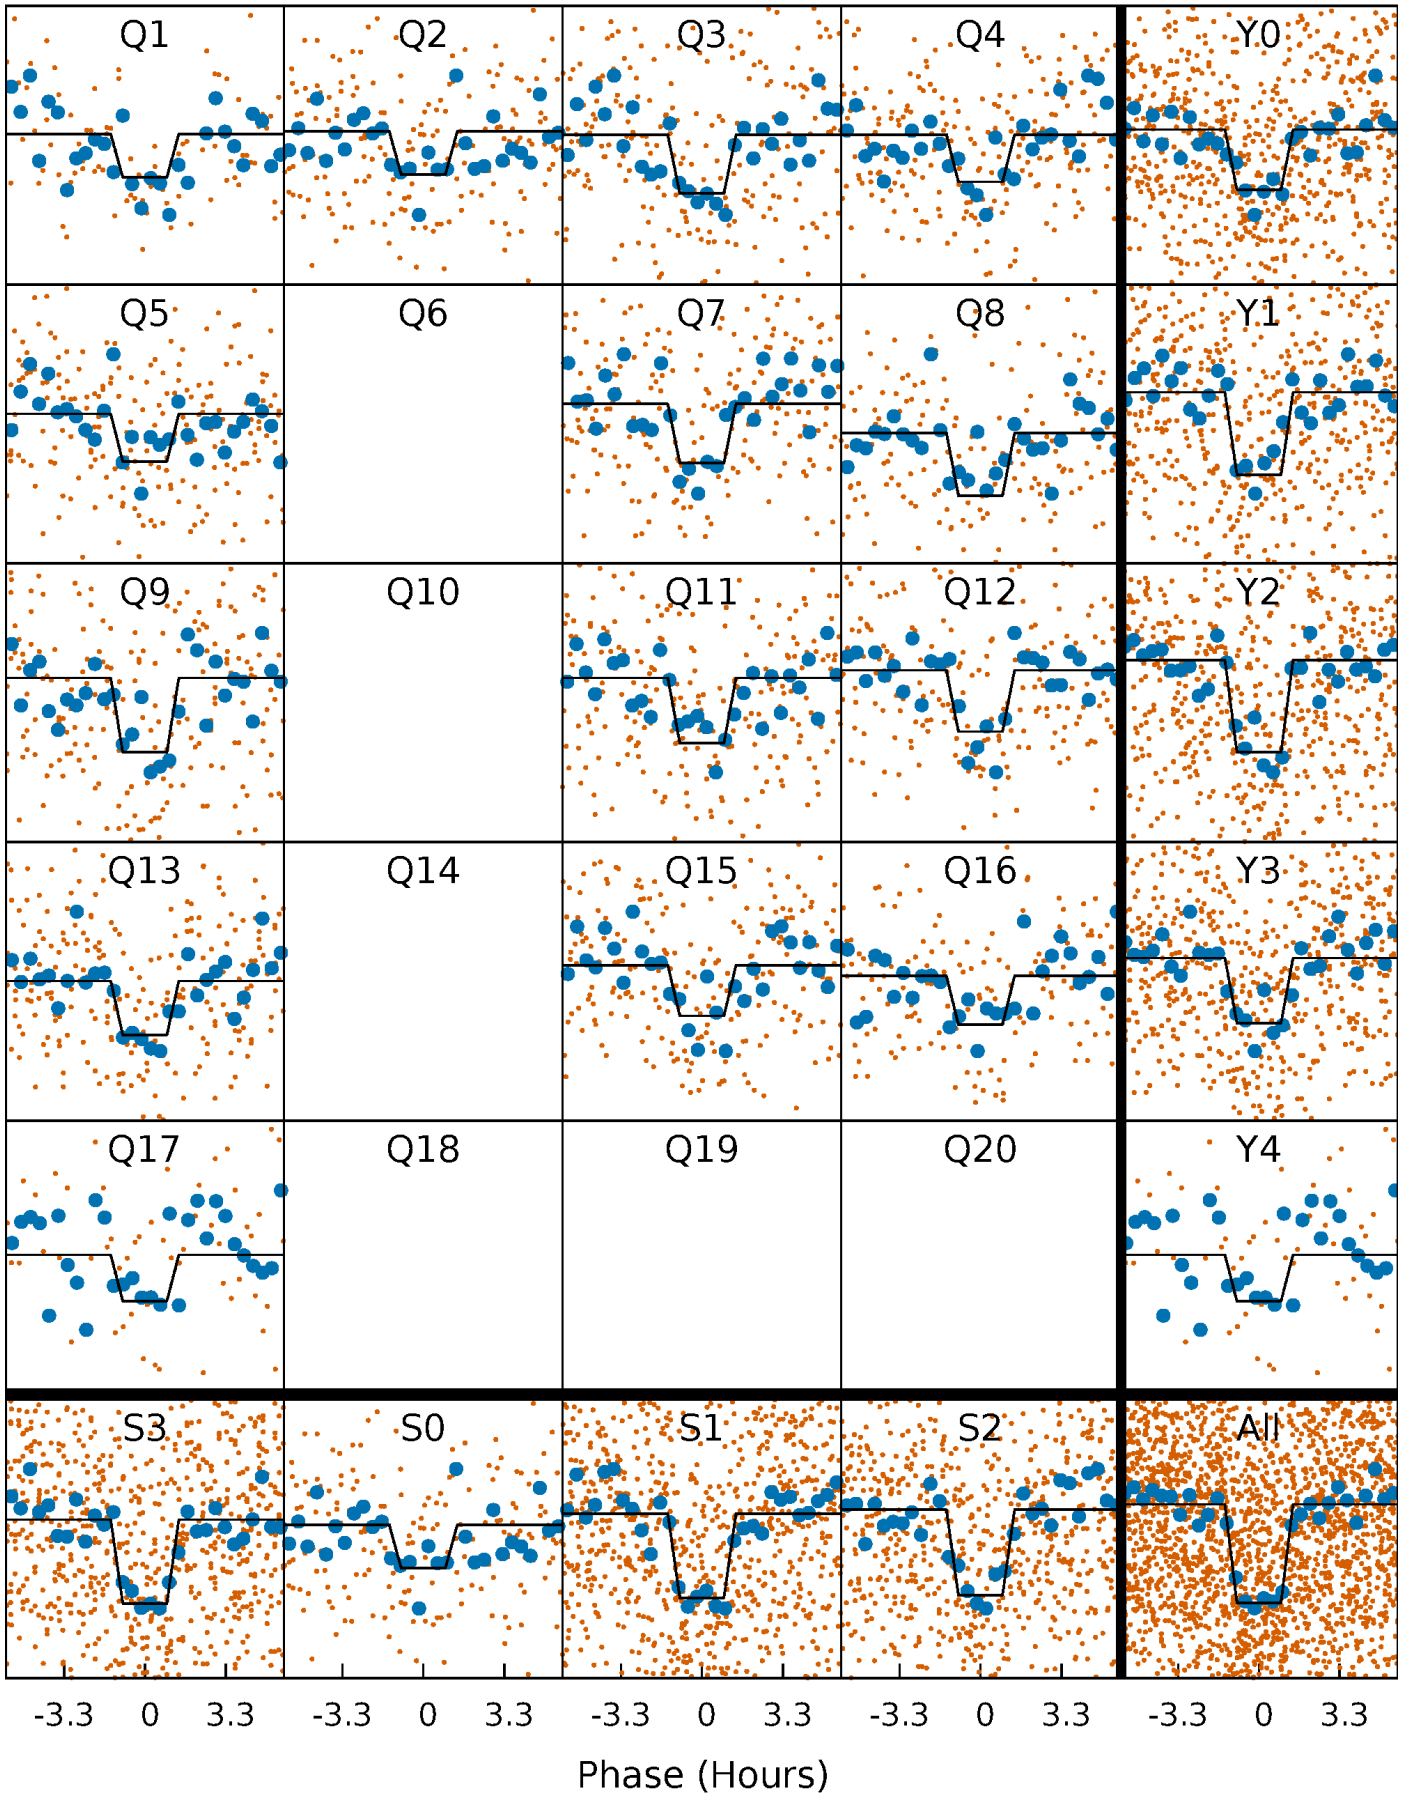 Q1 Q2 Q3 Q4 Y0
Q5 Q6 Q7 Q8 Y1
Q9 Q10 Q11 Q12 Y2
Q13 Q14 Q15 Q16 Y3
Q17 Q18 Q19 Q20 Y4
S3 S0 S1 S2 All
-3.3 0 3.3 -3.3 0 3.3 -3.3 0 3.3 -3.3 0 3.3 -3.3 0 3.3
Phase (Hours)